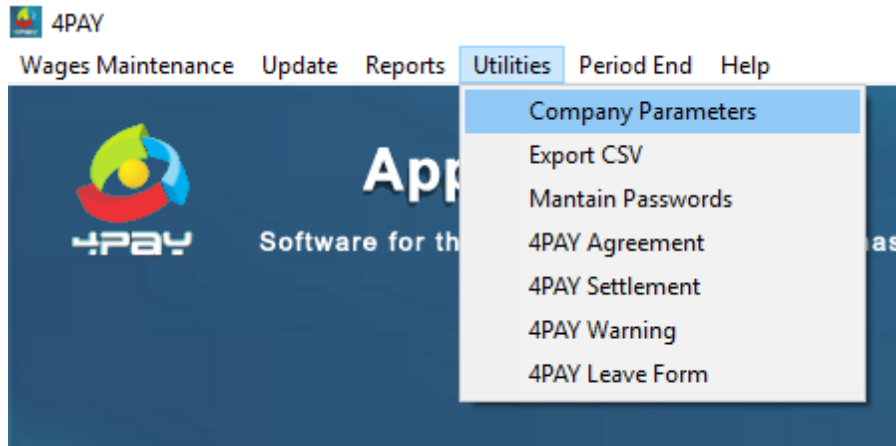 4PAY
Wages Maintenance Update Reports Utilities Period End Help
Company Parameters
Export CSV
Mantain Passwords
4PAY Agreement
4PAY Settlement
4PAY Warning
4PAY Leave Form
4PAY
Software for